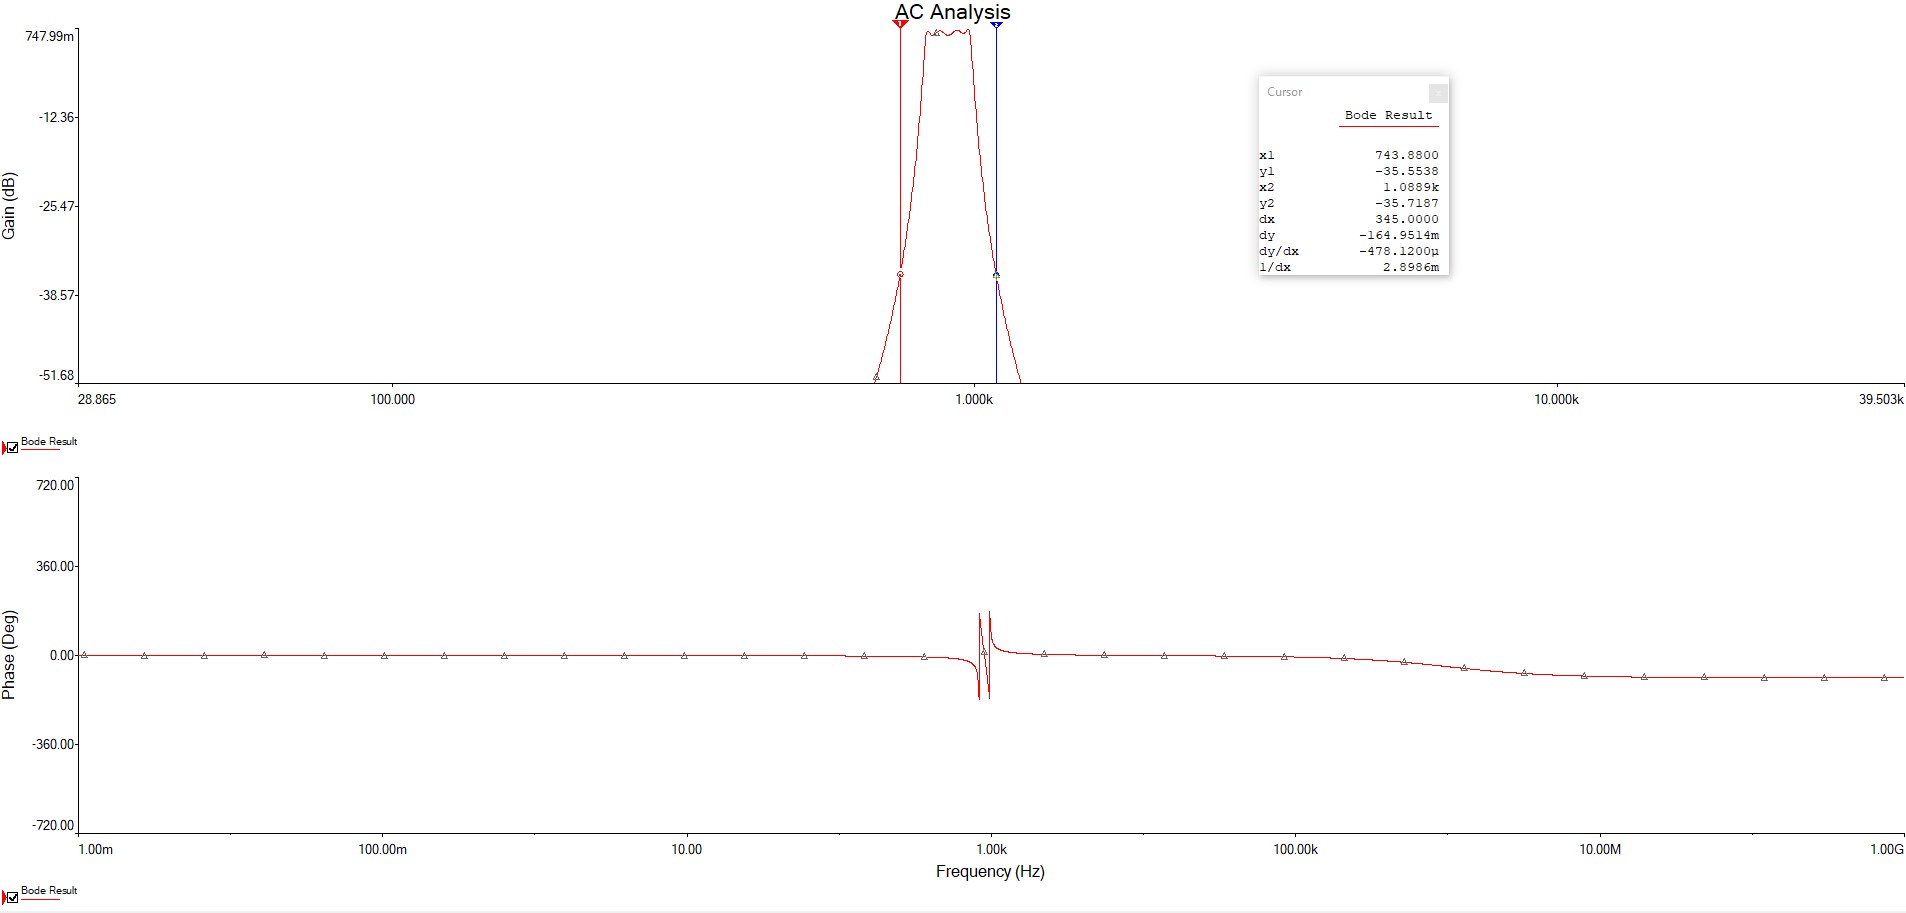 AC Analysis
1
2
747.99m
-12.36
-25.47
-38.57
-51.68
Gain (dB)
28.865
100.000
1.000k
10.000k
39.503k
Cursor
x
Bode Result
x1 743.8800
y1 -35.5538
x2 1.0889k
y2 -35.7187
dx 345.0000
dy -164.9514m
dy/dx -478.1200µ
1/dx 2.8986m
Bode Result
720.00
360.00
0.00
-360.00
-720.00
Phase (Deg)
1.00m
100.00m
10.00
1.00k
100.00k
10.00M
1.00G
Frequency (Hz)
Bode Result